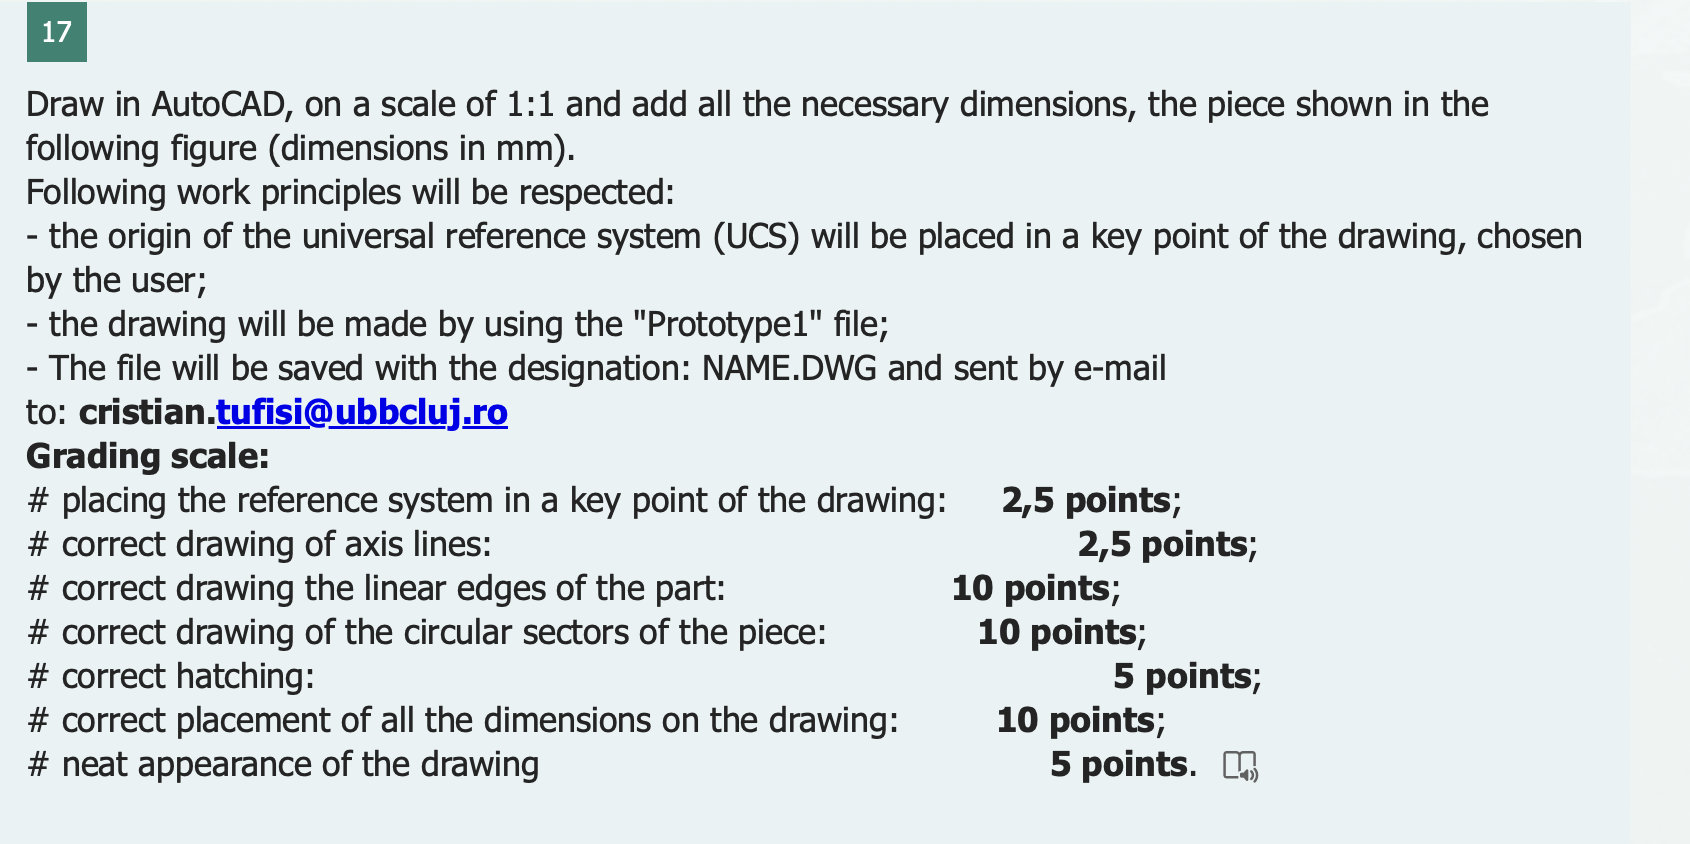 17
Draw in AutoCAD, on a scale of 1:1 and add all the necessary dimensions, the piece shown in the
following figure (dimensions in mm).
Following work principles will be respected:
- the origin of the universal reference system (UCS) will be placed in a key point of the drawing, chosen
by the user;
- the drawing will be made by using the "Prototype1" file;
- The file will be saved with the designation: NAME.DWG and sent by e-mail
to: cristian.tufisi@ubbcluj.ro
Grading scale:
# placing the reference system in a key point of the drawing: 2,5 points;
# correct drawing of axis lines: 2,5 points;
# correct drawing the linear edges of the part: 10 points;
# correct drawing of the circular sectors of the piece: 10 points;
# correct hatching: 5 points;
# correct placement of all the dimensions on the drawing: 10 points;
# neat appearance of the drawing 5 points.